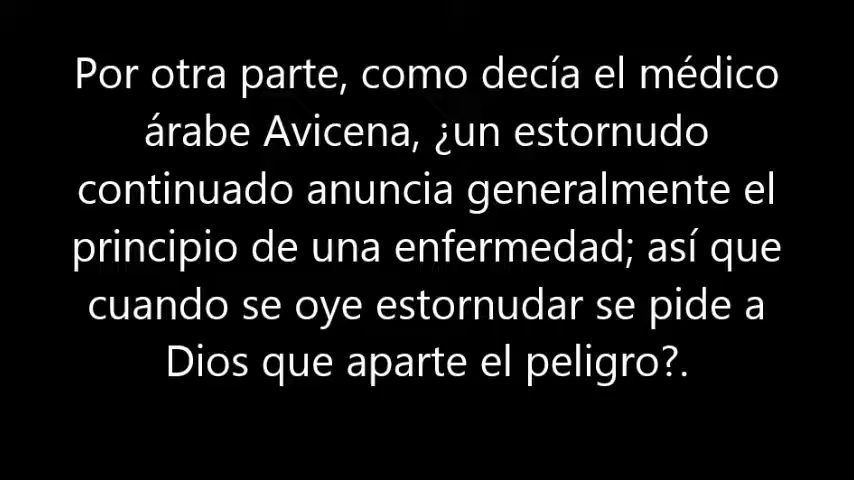 Por otra parte, como decía el médico
árabe Avicena, ¿un estornudo
continuado anuncia generalmente el
principio de una enfermedad; así que
cuando se oye estornudar se pide a
Dios que aparte el peligro?.